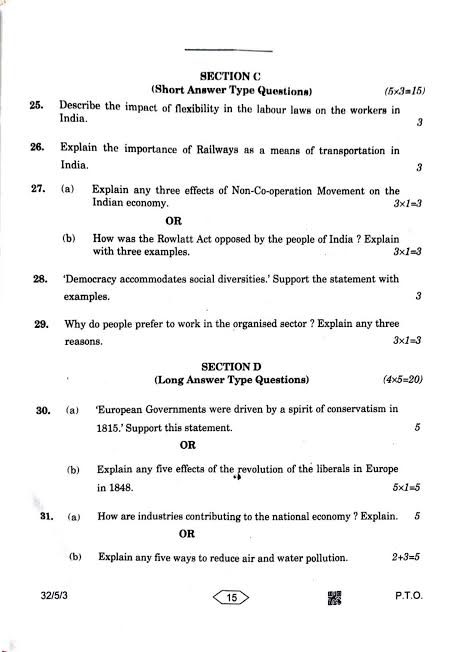 SECTION C
(Short Answer Type Questions) (5×3=15)
25. Describe the impact of flexibility in the labour laws on the workers in
India. 3
26. Explain the importance of Railways as a means of transportation in
India. 3
27. (a) Explain any three effects of Non-Co-operation Movement on the
Indian economy. 3×1=3
OR
(b) How was the Rowlatt Act opposed by the people of India ? Explain
with three examples. 3×1=3
28. 'Democracy accommodates social diversities.' Support the statement with
examples. 3
29. Why do people prefer to work in the organised sector ? Explain any three
reasons. 3×1=3
SECTION D
(Long Answer Type Questions) (4×5=20)
30. (a) 'European Governments were driven by a spirit of conservatism in
1815.' Support this statement. 5
OR
(b) Explain any five effects of the revolution of the liberals in Europe
in 1848. 5×1=5
31. (a) How are industries contributing to the national economy ? Explain. 5
OR
(b) Explain any five ways to reduce air and water pollution. 2+3=5
32/5/3 15 P.T.O.